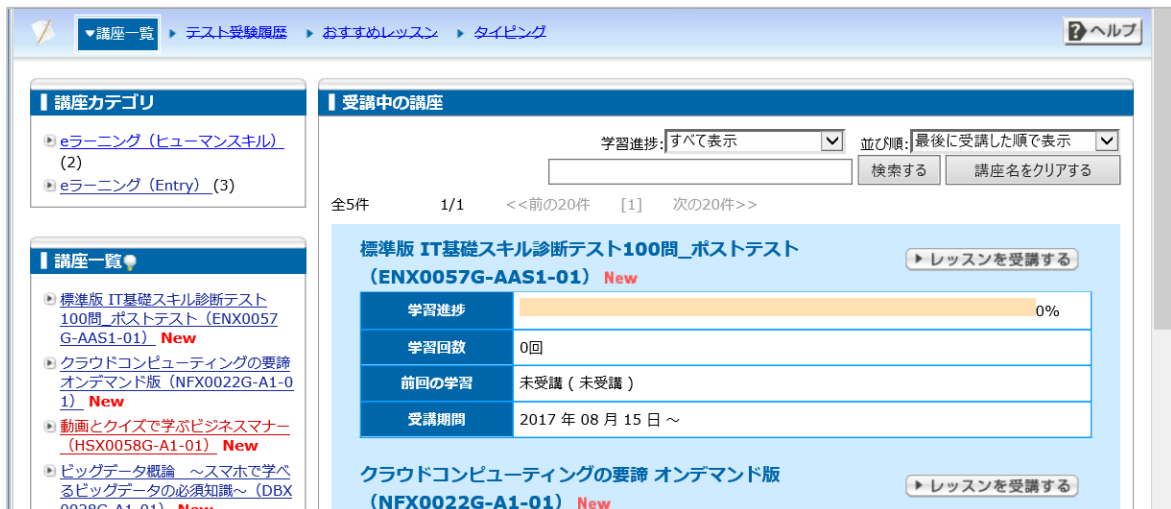 ▼講座一覧 テスト受験履歴 おすすめレッスン タイピング ヘルプ
講座カテゴリ
eラーニング（ヒューマンスキル）
(2)
eラーニング（Entry） (3)
講座一覧
標準版 IT基礎スキル診断テスト
100問_ポストテスト（ENX0057
G-AAS1-01） New
クラウドコンピューティングの要諦
オンデマンド版（NFX0022G-A1-0
1） New
動画とクイズで学ぶビジネスマナー
（HSX0058G-A1-01） New
ビッグデータ概論　～スマホで学べ
るビッグデータの必須知識～（DBX
0028G-A1-01） New
受講中の講座
学習進捗: すべて表示 並び順: 最後に受講した順で表示
検索する 講座名をクリアする
全5件 1/1 <<前の20件 [1] 次の20件>>
標準版 IT基礎スキル診断テスト100問_ポストテスト
（ENX0057G-AAS1-01） New
レッスンを受講する
学習進捗 0%
学習回数 0回
前回の学習 未受講 ( 未受講 )
受講期間 2017 年 08 月 15 日 ～
クラウドコンピューティングの要諦 オンデマンド版
（NFX0022G-A1-01） New
レッスンを受講する